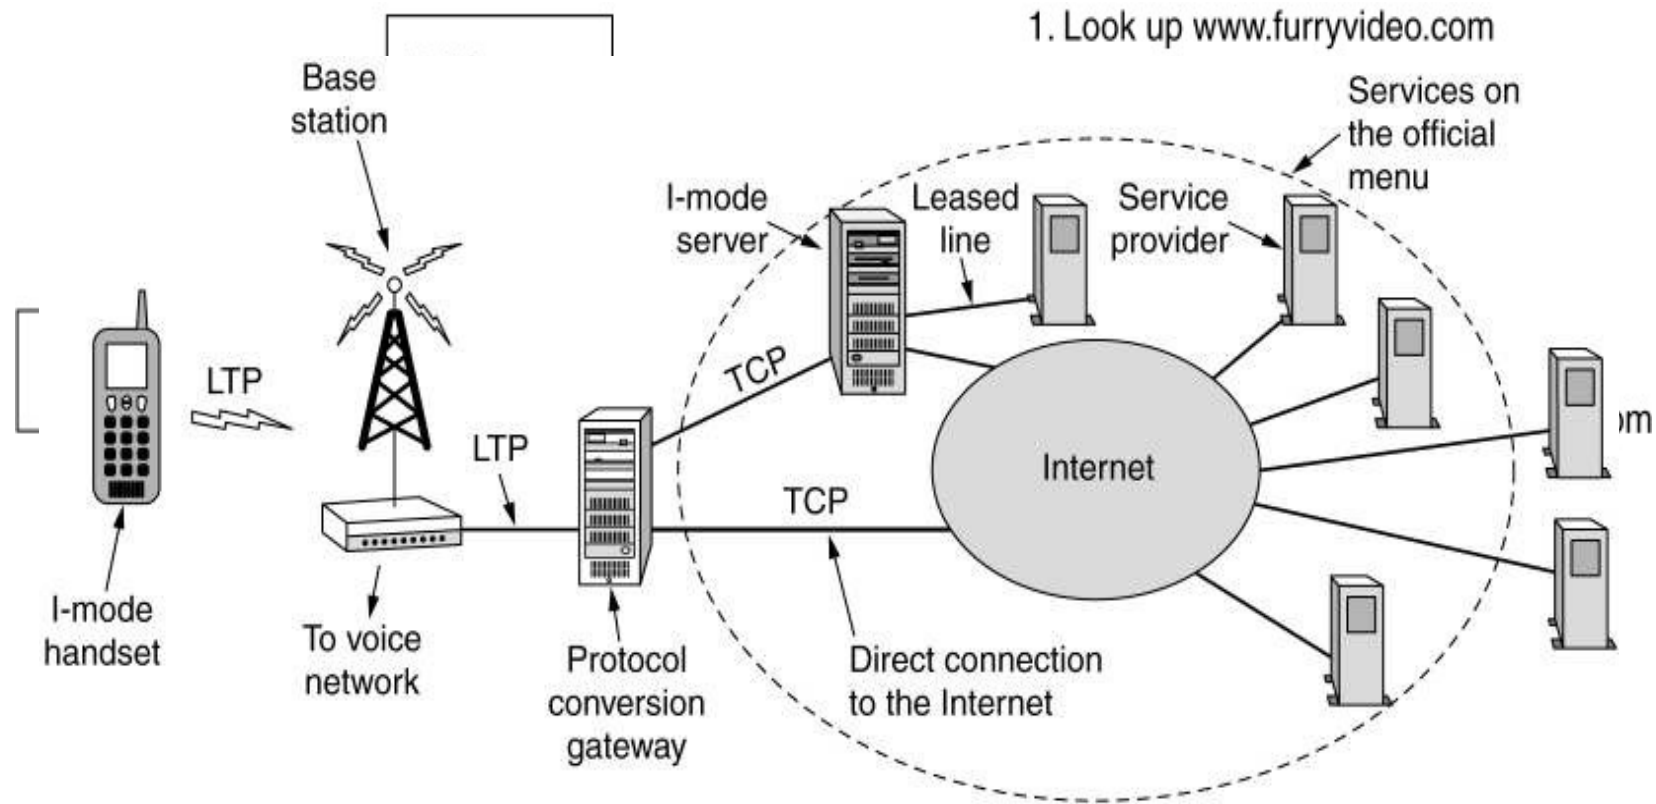 1. Look up www.furryvideo.com
Base
station
Services on
the official
menu
I-mode
server
Leased
line
Service
provider
LTP
TCP
om
LTP
Internet
TCP
I-mode
handset
To voice
network
Protocol
conversion
gateway
Direct connection
to the Internet